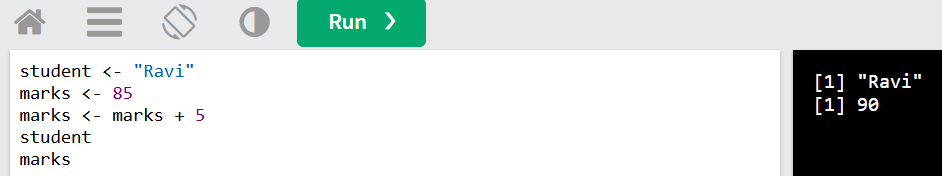 Run ❯
student <- "Ravi"
marks <- 85
marks <- marks + 5
student
marks
[1] "Ravi"
[1] 90